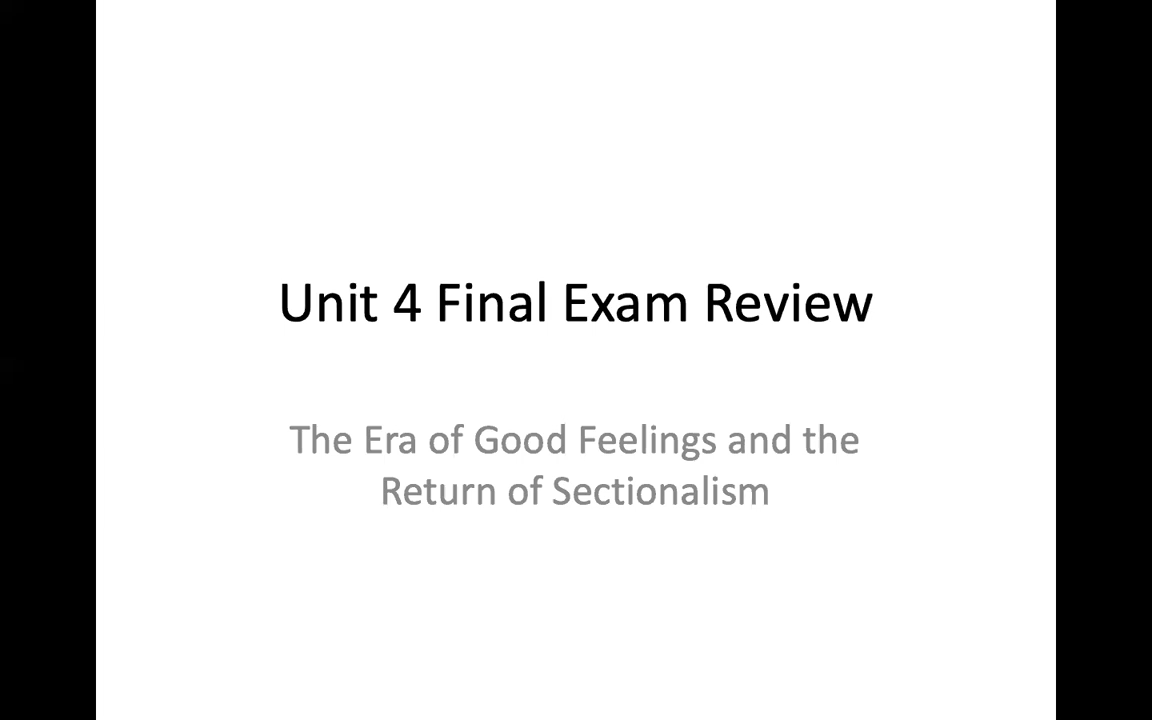 Unit 4 Final Exam Review
The Era of Good Feelings and the
Return of Sectionalism